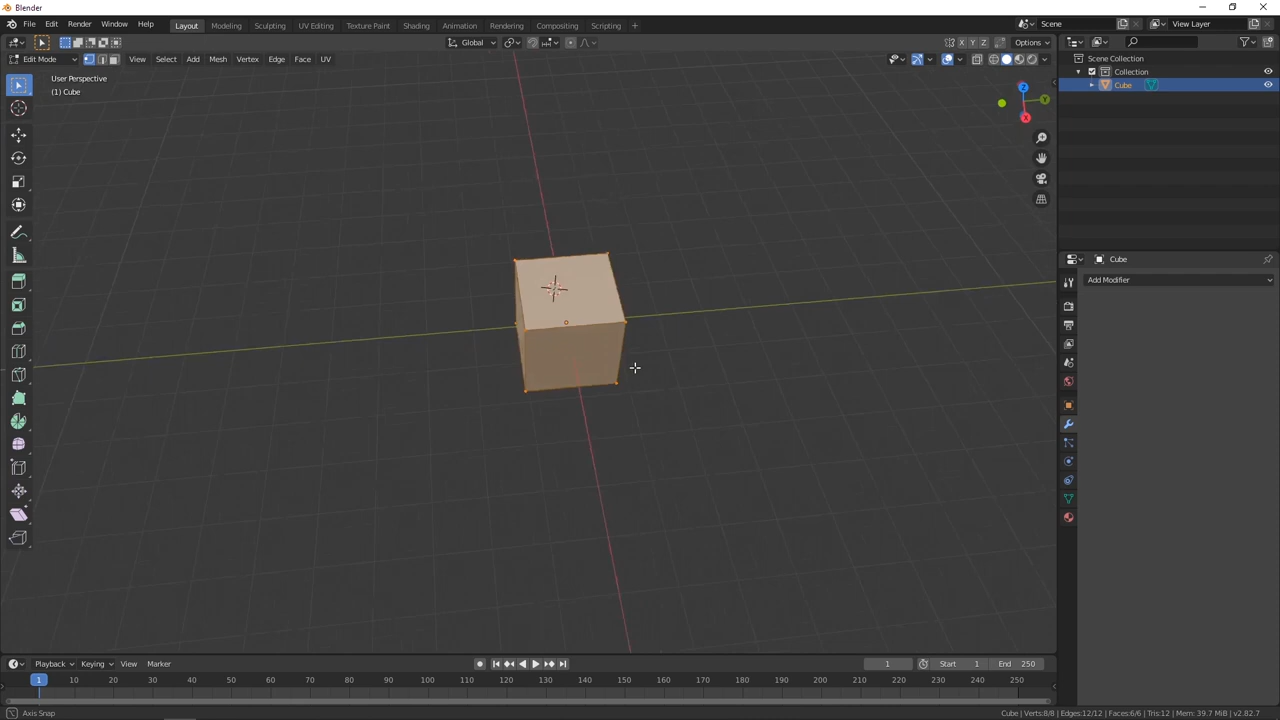 Blender
File Edit Render Window Help Layout Modeling Sculpting UV Editing Texture Paint Shading Animation Rendering Compositing Scripting + Scene View Layer
Global X Y Z Options
Edit Mode View Select Add Mesh Vertex Edge Face UV
User Perspective
(1) Cube
Z Y X
Scene Collection
Collection
Cube
Cube
Add Modifier
Playback Keying View Marker 1 Start 1 End 250
1 10 20 30 40 50 60 70 80 90 100 110 120 130 140 150 160 170 180 190 200 210 220 230 240 250
Axis Snap Cube | Verts:8/8 | Edges:12/12 | Faces:6/6 | Tris:12 | Mem: 39.7 MiB | v2.82.7